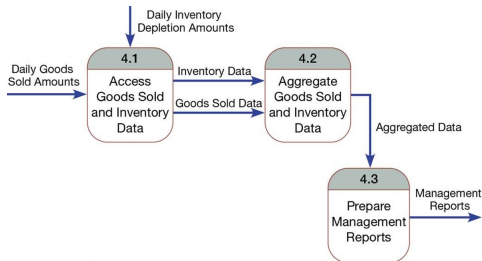 Daily Inventory
Depletion Amounts
Daily Goods
Sold Amounts
4.1
Access
Goods Sold
and Inventory
Data
Inventory Data
Goods Sold Data
4.2
Aggregate
Goods Sold
and Inventory
Data
Aggregated Data
4.3
Prepare
Management
Reports
Management
Reports